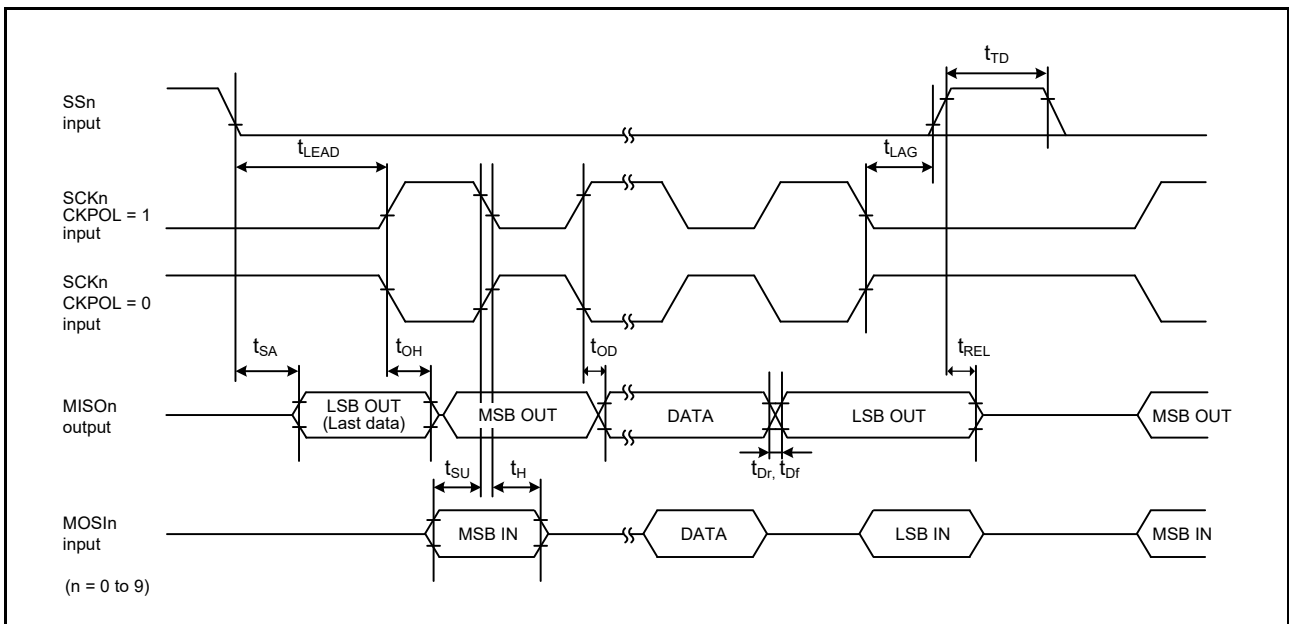 tTD
SSn
input
tLEAD
tLAG
SCKn
CKPOL = 1
input
SCKn
CKPOL = 0
input
tSA
tOH
tOD
tREL
MISOn
output
LSB OUT
(Last data)
MSB OUT
DATA
LSB OUT
MSB OUT
tSU
tH
tDr, tDf
MOSIn
input
MSB IN
DATA
LSB IN
MSB IN
(n = 0 to 9)